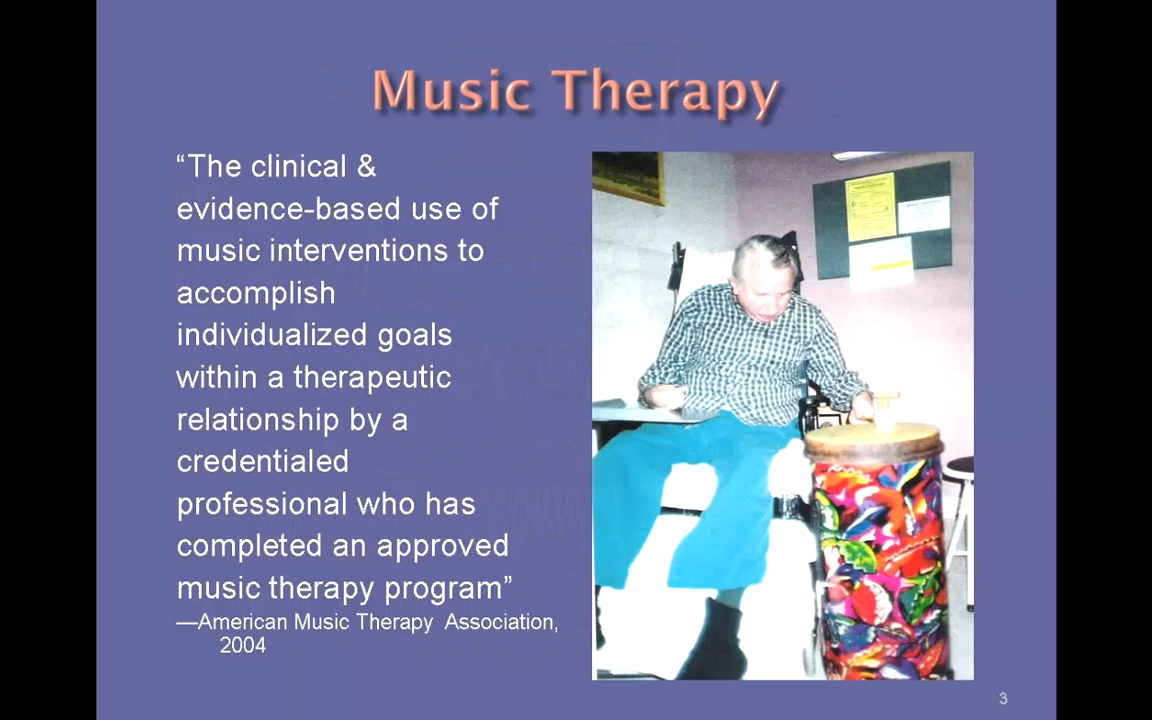 Music Therapy
“The clinical &
evidence-based use of
music interventions to
accomplish
individualized goals
within a therapeutic
relationship by a
credentialed
professional who has
completed an approved
music therapy program”
—American Music Therapy Association,
2004
3